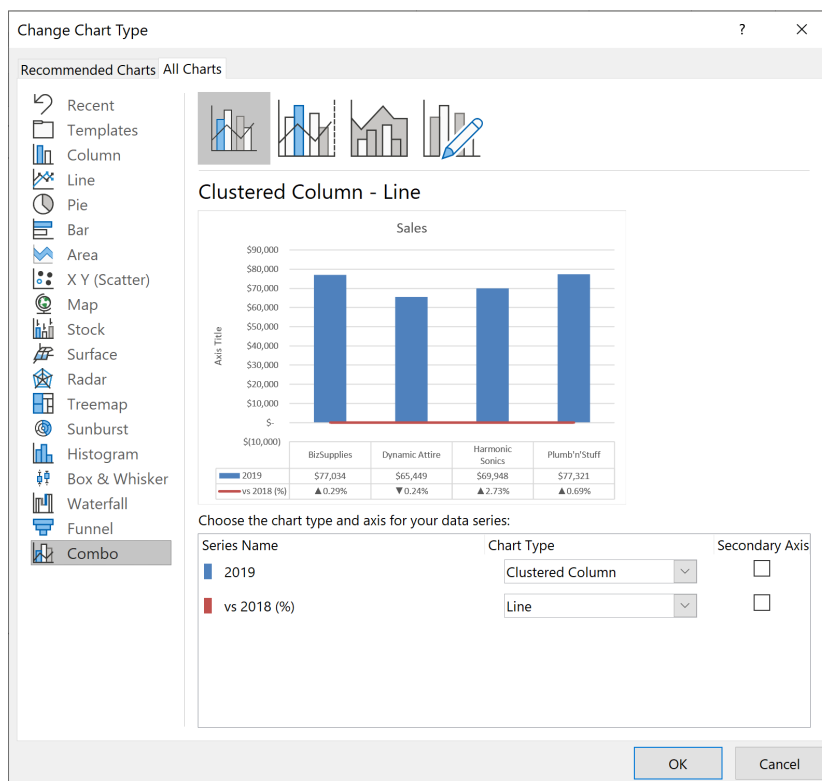 Change Chart Type
?
Recommended Charts All Charts
Recent
Templates
Column
Line
Pie
Bar
Area
X Y (Scatter)
Map
Stock
Surface
Radar
Treemap
Sunburst
Histogram
Box & Whisker
Waterfall
Funnel
Combo
Clustered Column - Line
Sales
Axis Title
$90,000
$80,000
$70,000
$60,000
$50,000
$40,000
$30,000
$20,000
$10,000
$-
$(10,000)
BizSupplies Dynamic Attire Harmonic Sonics Plumb'n'Stuff
2019 $77,034 $65,449 $69,948 $77,321
vs 2018 (%) ▲0.29% ▼0.24% ▲2.73% ▲0.69%
Choose the chart type and axis for your data series:
Series Name Chart Type Secondary Axis
2019 Clustered Column
vs 2018 (%) Line
OK Cancel